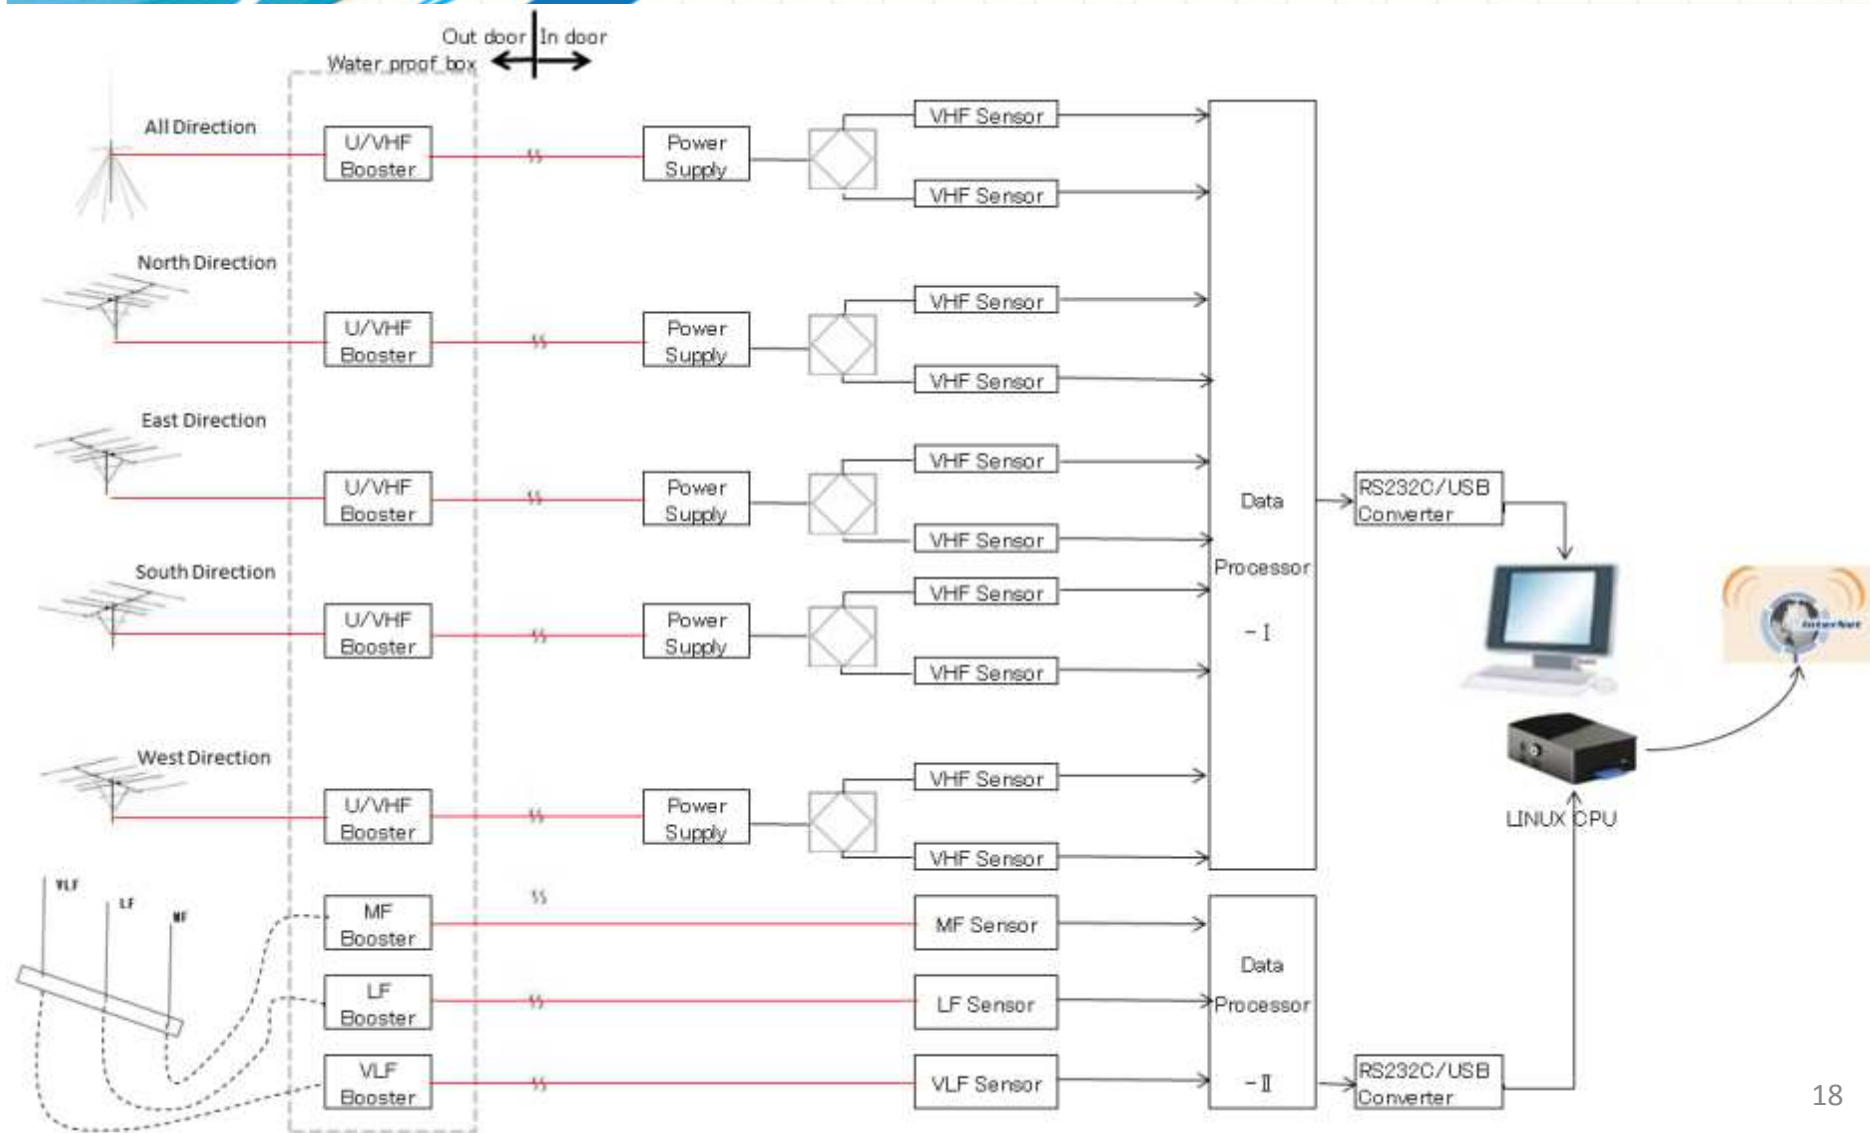 Out door In door
Water proof box
All Direction
U/VHF
Booster
Power
Supply
VHF Sensor
VHF Sensor
North Direction
U/VHF
Booster
Power
Supply
VHF Sensor
VHF Sensor
East Direction
U/VHF
Booster
Power
Supply
VHF Sensor
VHF Sensor
South Direction
U/VHF
Booster
Power
Supply
VHF Sensor
VHF Sensor
West Direction
U/VHF
Booster
Power
Supply
VHF Sensor
VHF Sensor
Data
Processor
- I
RS232C/USB
Converter
InterNet
LINUX CPU
VLF
LF
MF
MF
Booster
MF Sensor
LF
Booster
LF Sensor
VLF
Booster
VLF Sensor
Data
Processor
- II
RS232C/USB
Converter
18